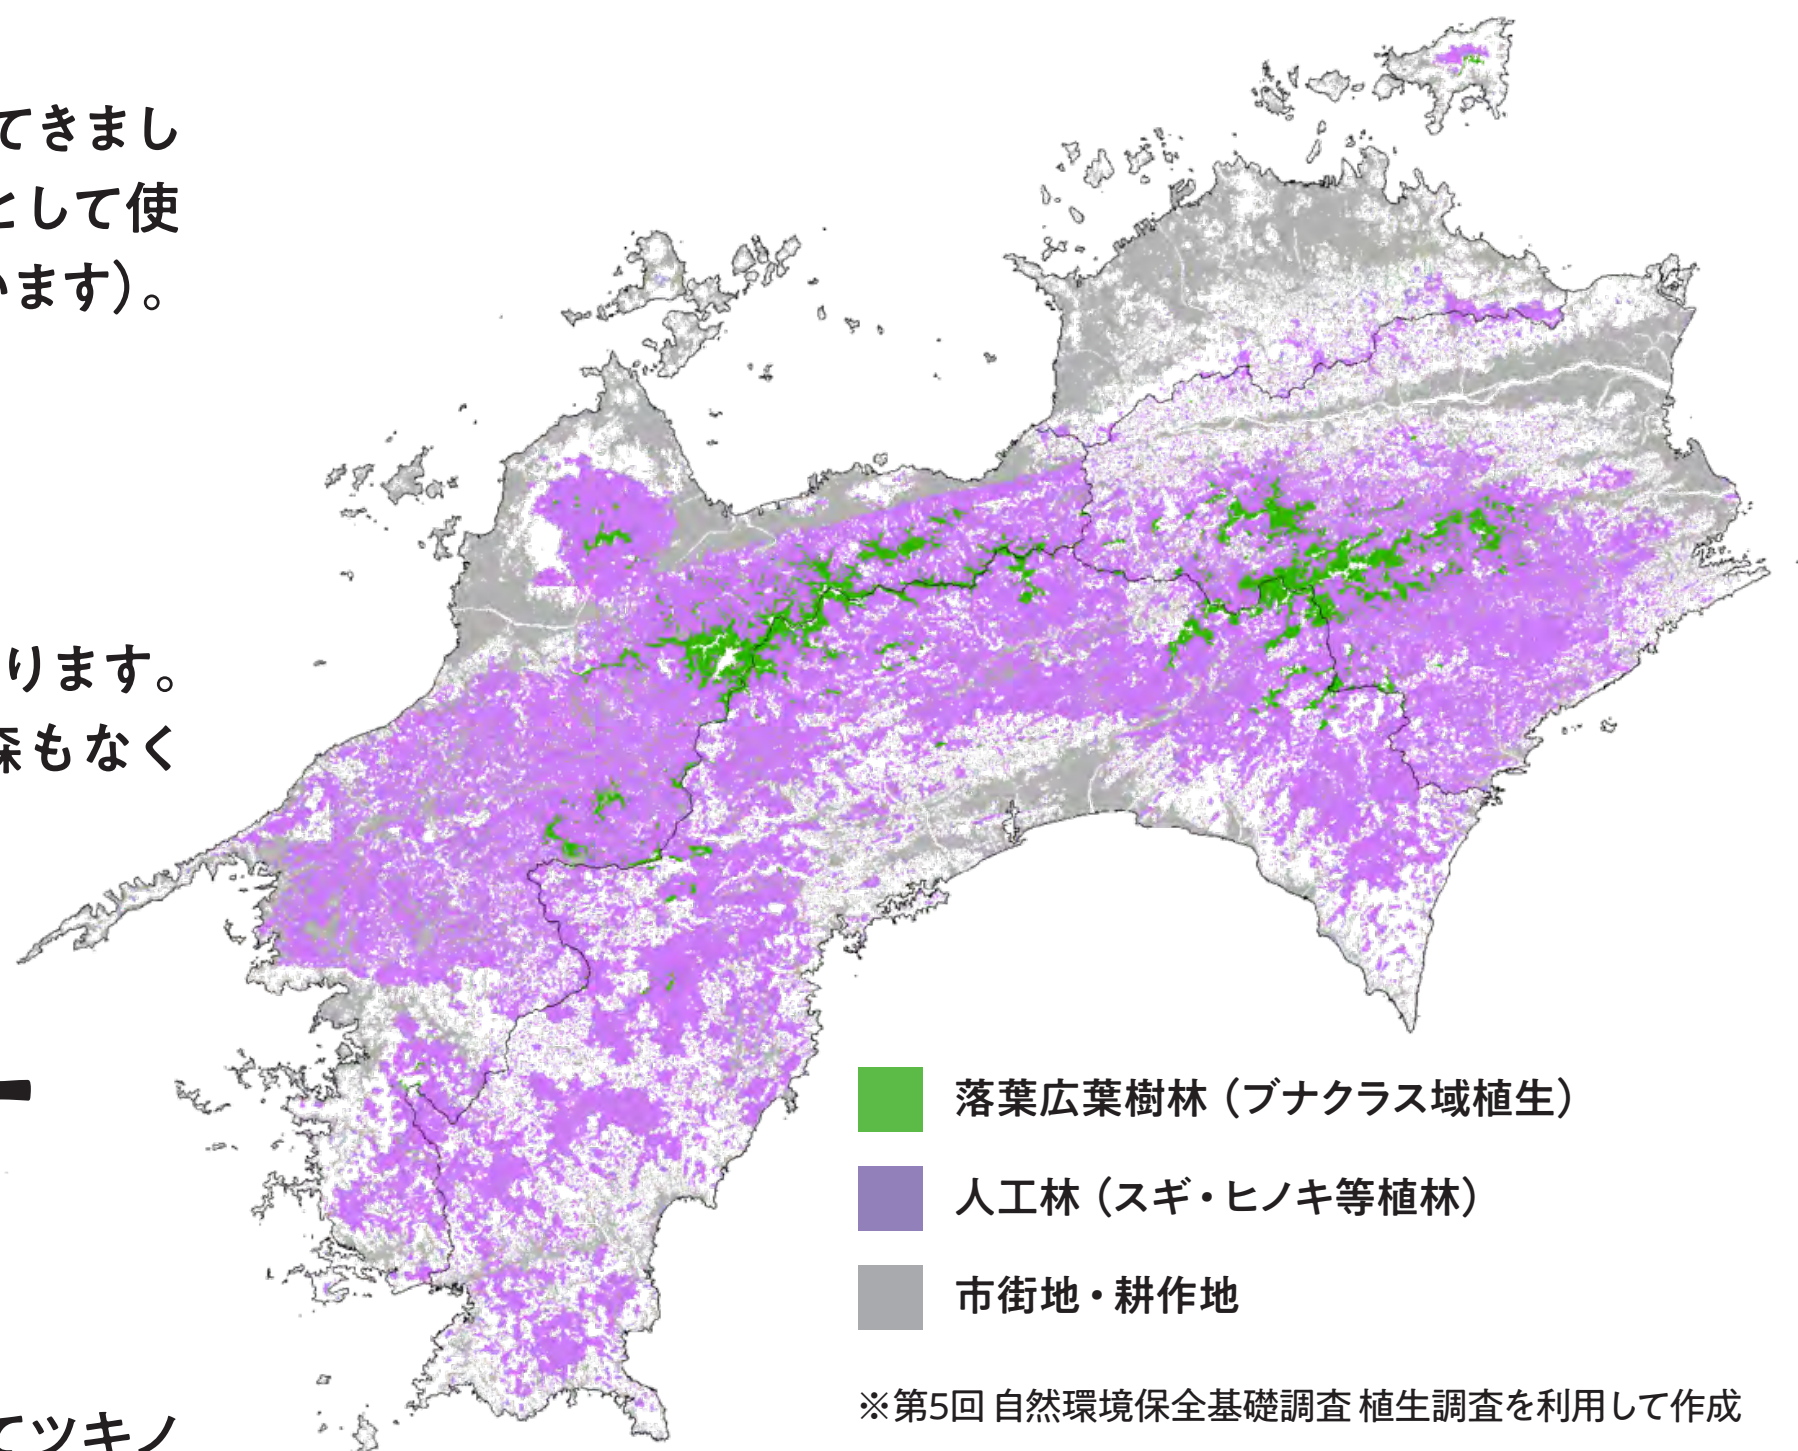 てきまし
として使
います）。
ります。
森もなく
ー
てツキノ
落葉広葉樹林（ブナクラス域植生）
人工林（スギ・ヒノキ等植林）
市街地・耕作地
※第5回 自然環境保全基礎調査 植生調査を利用して作成